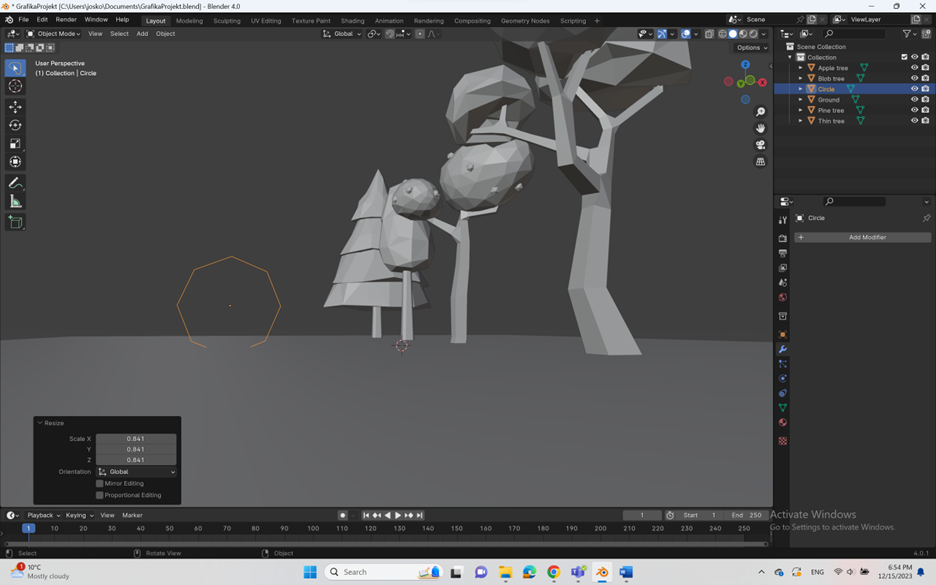 * GrafikaProjekt [C:\Users\josko\...\GrafikaProjekt.blend] - Blender 4.0
File Edit Render Window Help
Layout Modeling Sculpting UV Editing Texture Paint Shading Animation Rendering Compositing Geometry Nodes Scripting +
Scene
ViewLayer
Object Mode View Select Add Object
Global
Options
User Perspective
(1) Collection | Circle
Z
X
Y
Scene Collection
Collection
Apple tree
Blob tree
Circle
Ground
Pine tree
Thin tree
Circle
+ Add Modifier
Resize
Scale X 0.841
Y 0.841
Z 0.841
Orientation Global
Mirror Editing
Proportional Editing
Playback Keying View Marker
1 Start 1 End 250
1 10 20 30 40 50 60 70 80 90 100 110 120 130 140 150 160 170 180 190 200 210 220 230 240 250
Activate Windows
Go to Settings to activate Windows.
Select Rotate View Object 4.0.1
1
10°C
Mostly cloudy
Search
ENG
6:54 PM
12/15/2023